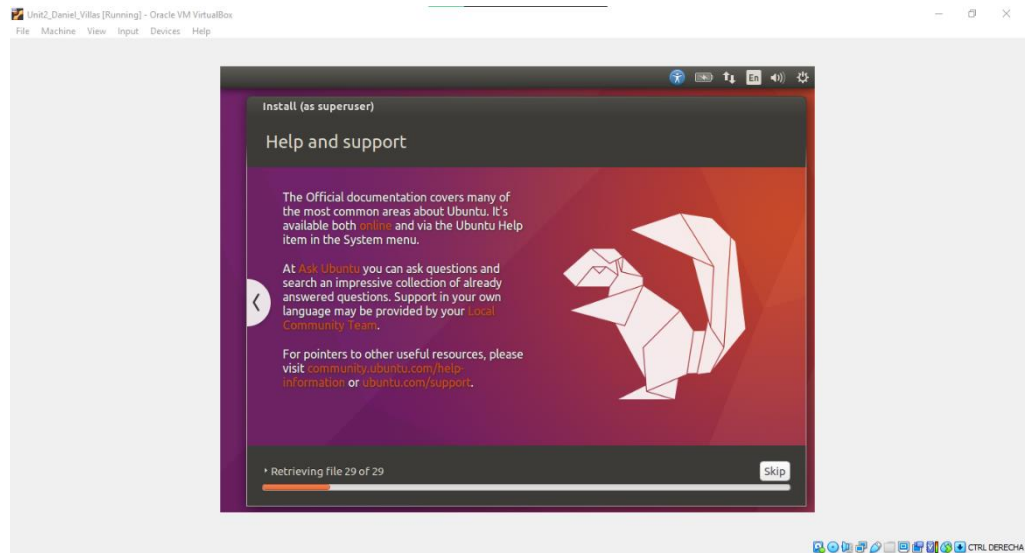 Unit2_Daniel_Villas [Running] - Oracle VM VirtualBox
File Machine View Input Devices Help
En
Install (as superuser)
Help and support
The Official documentation covers many of
the most common areas about Ubuntu. It's
available both online and via the Ubuntu Help
item in the System menu.
At Ask Ubuntu you can ask questions and
search an impressive collection of already
answered questions. Support in your own
language may be provided by your Local
Community Team.
For pointers to other useful resources, please
visit community.ubuntu.com/help-
information or ubuntu.com/support.
Retrieving file 29 of 29
Skip
CTRL DERECHA